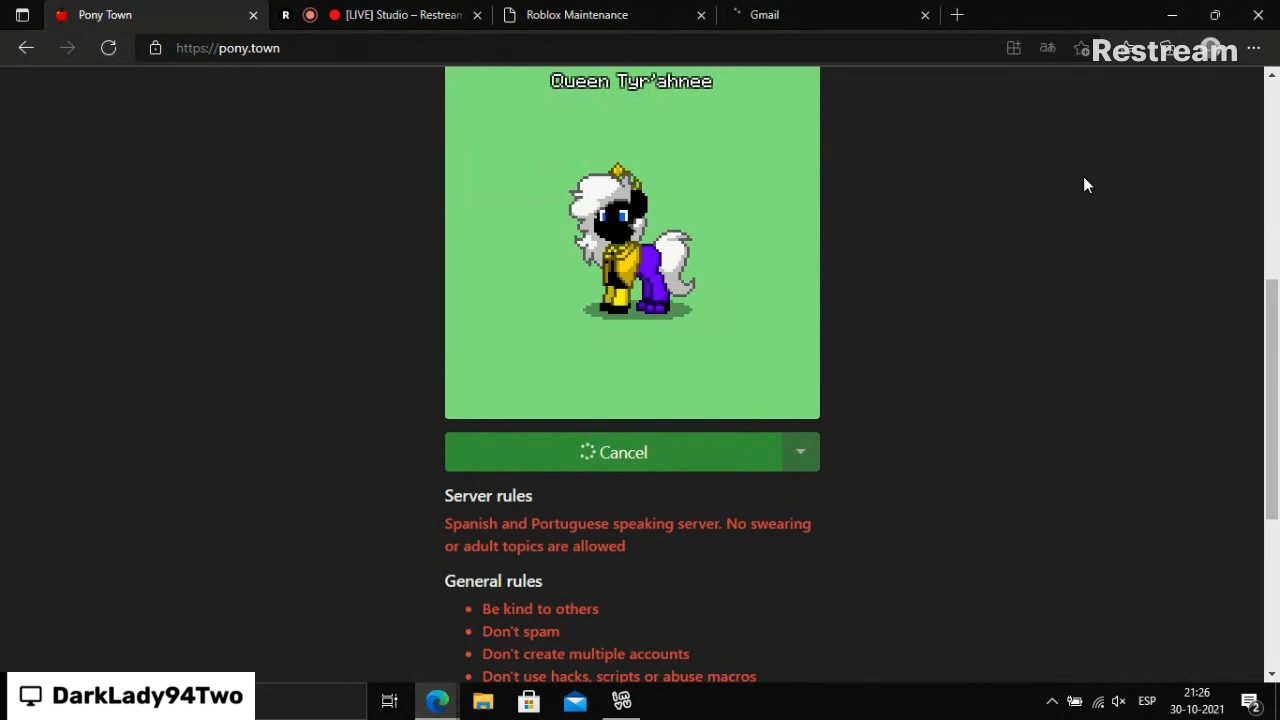 Pony Town
R
[LIVE] Studio – Restream
Roblox Maintenance
Gmail
https://pony.town
Restream
Queen Tyr'ahnee
Cancel
Server rules
Spanish and Portuguese speaking server. No swearing
or adult topics are allowed
General rules
Be kind to others
Don't spam
Don't create multiple accounts
Don't use hacks, scripts or abuse macros
DarkLady94Two
ESP
21:26
30-10-2021
2